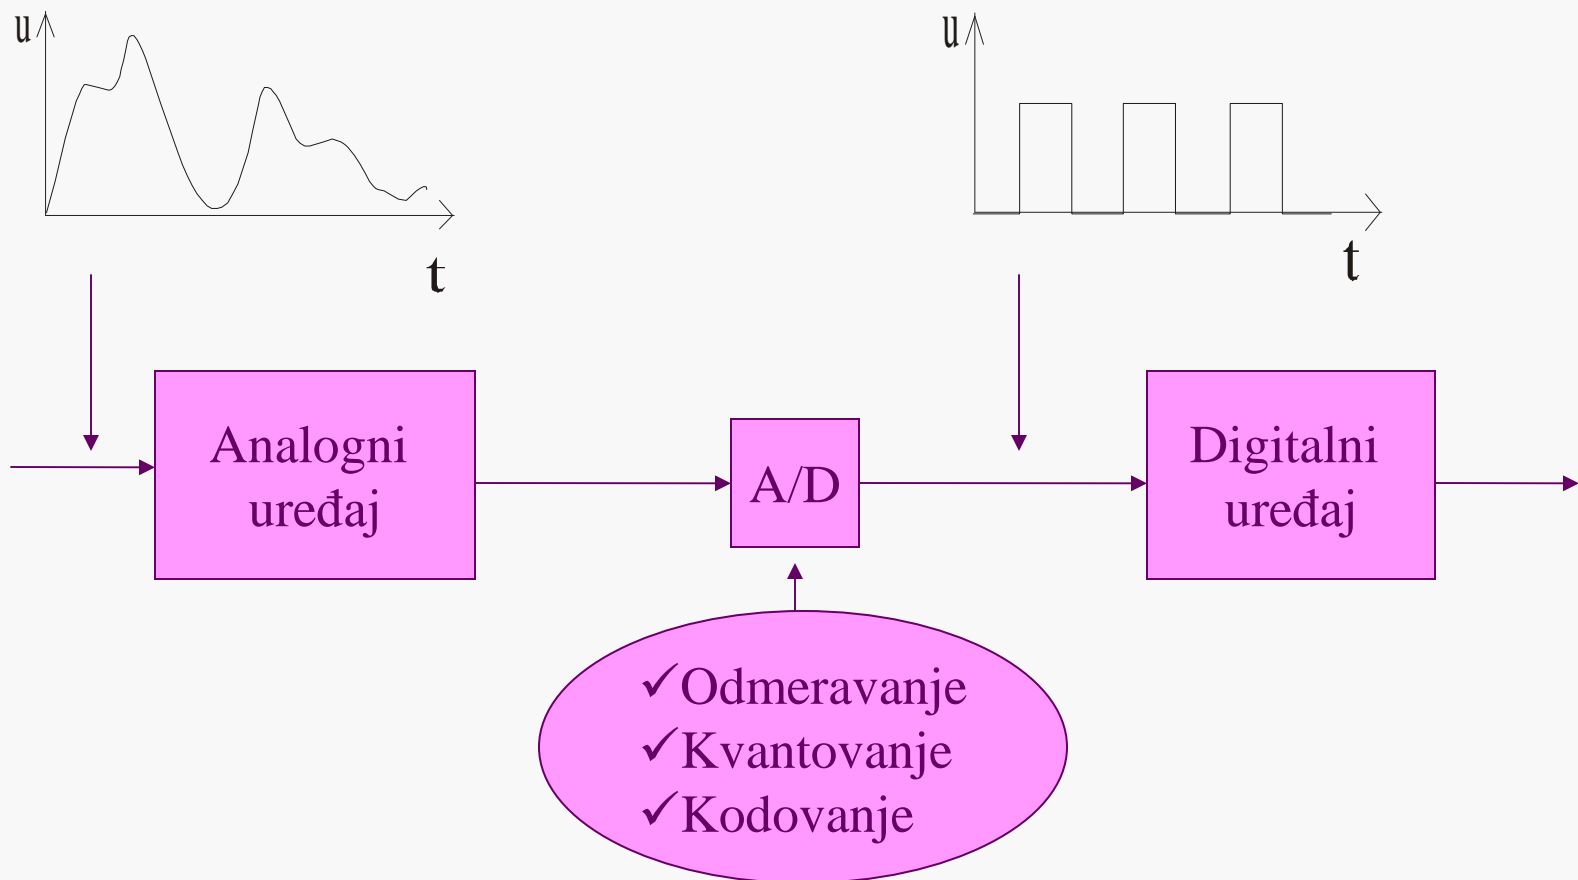 u
t
u
t
Analogni
uređaj
A/D
Digitalni
uređaj
✓Odmeravanje
✓Kvantovanje
✓Kodovanje